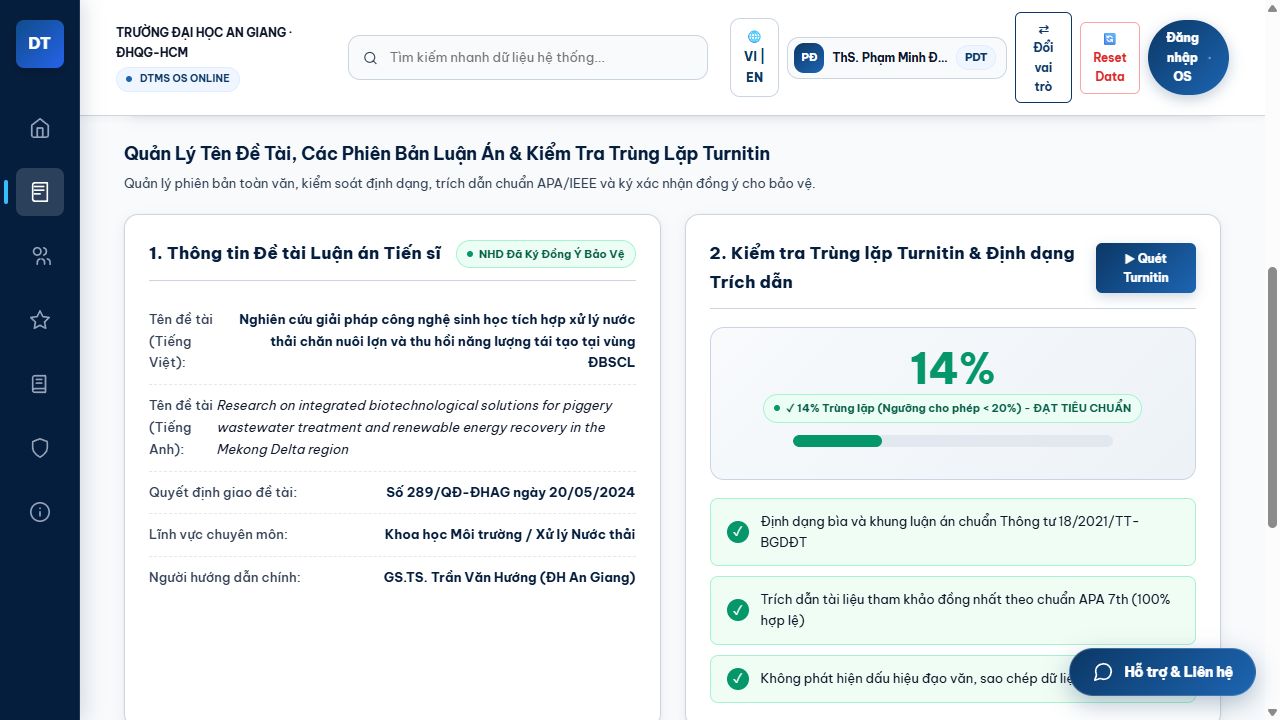 DT
TRƯỜNG ĐẠI HỌC AN GIANG ·
ĐHQG-HCM
DTMS OS ONLINE
Tìm kiếm nhanh dữ liệu hệ thống...
VI |
EN
PĐ
ThS. Phạm Minh Đ...
PDT
Đổi
vai
trò
Reset
Data
Đăng
nhập
OS
Quản Lý Tên Đề Tài, Các Phiên Bản Luận Án & Kiểm Tra Trùng Lặp Turnitin
Quản lý phiên bản toàn văn, kiểm soát định dạng, trích dẫn chuẩn APA/IEEE và ký xác nhận đồng ý cho bảo vệ.
1. Thông tin Đề tài Luận án Tiến sĩ
NHD Đã Ký Đồng Ý Bảo Vệ
Tên đề tài
(Tiếng
Việt):
Nghiên cứu giải pháp công nghệ sinh học tích hợp xử lý nước
thải chăn nuôi lợn và thu hồi năng lượng tái tạo tại vùng
ĐBSCL
Tên đề tài
(Tiếng
Anh):
Research on integrated biotechnological solutions for piggery
wastewater treatment and renewable energy recovery in the
Mekong Delta region
Quyết định giao đề tài:
Số 289/QĐ-ĐHAG ngày 20/05/2024
Lĩnh vực chuyên môn:
Khoa học Môi trường / Xử lý Nước thải
Người hướng dẫn chính:
GS.TS. Trần Văn Hướng (ĐH An Giang)
2. Kiểm tra Trùng lặp Turnitin & Định dạng
Trích dẫn
▶ Quét
Turnitin
14%
✓ 14% Trùng lặp (Ngưỡng cho phép < 20%) - ĐẠT TIÊU CHUẨN
Định dạng bìa và khung luận án chuẩn Thông tư 18/2021/TT-
BGDĐT
Trích dẫn tài liệu tham khảo đồng nhất theo chuẩn APA 7th (100%
hợp lệ)
Không phát hiện dấu hiệu đạo văn, sao chép dữ
Hỗ trợ & Liên hệ